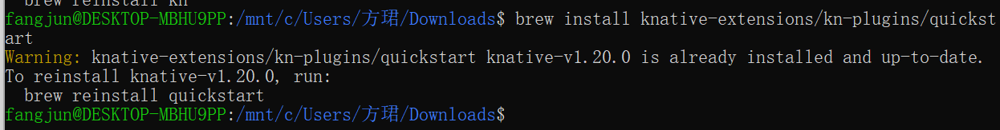 brew reinstall kn
fangjun@DESKTOP-MBHU9PP:/mnt/c/Users/方珺/Downloads$ brew install knative-extensions/kn-plugins/quickst
art
Warning: knative-extensions/kn-plugins/quickstart knative-v1.20.0 is already installed and up-to-date.
To reinstall knative-v1.20.0, run:
  brew reinstall quickstart
fangjun@DESKTOP-MBHU9PP:/mnt/c/Users/方珺/Downloads$